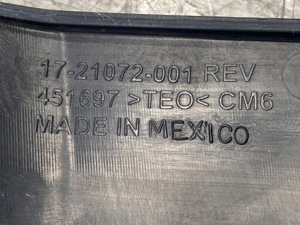 17-21072-001 REV
451697 >TEO< CM6
MADE IN MEXICO